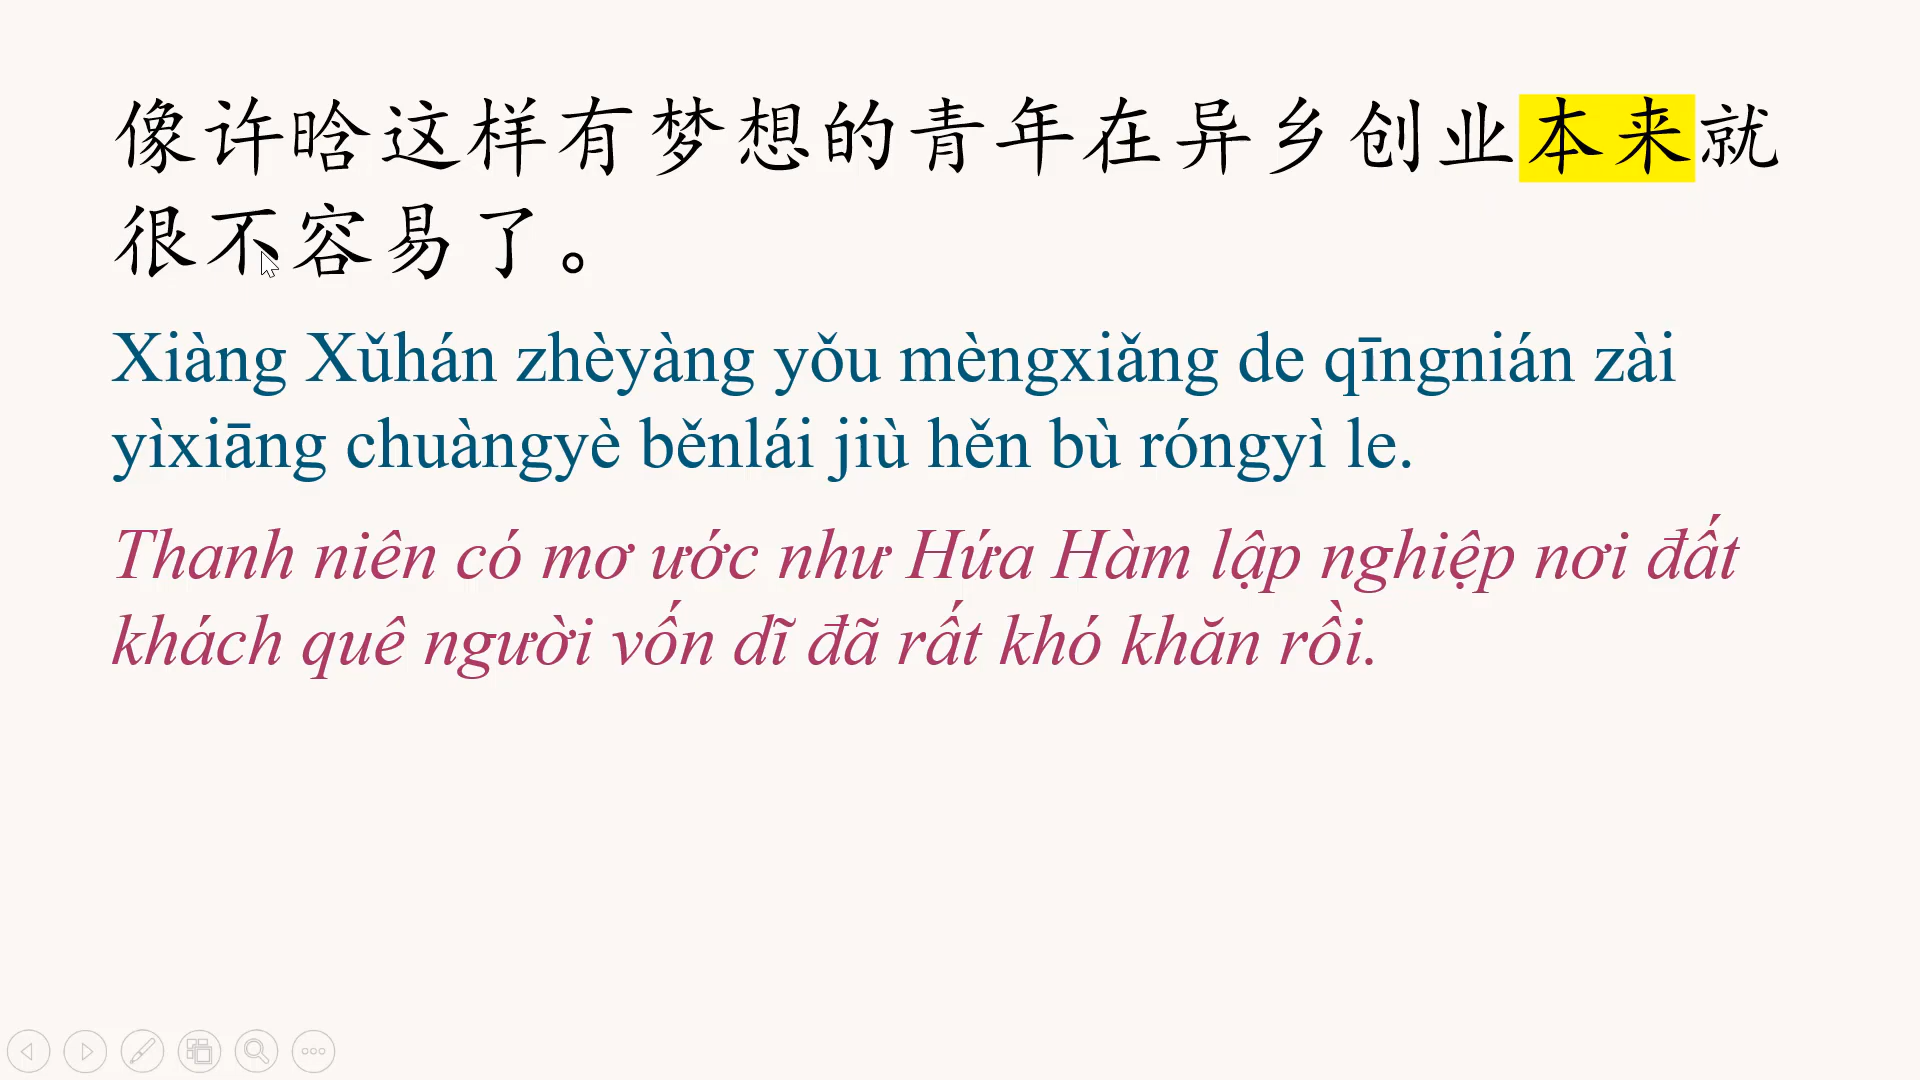 像许晗这样有梦想的青年在异乡创业本来就
很不容易了。
Xiàng Xǔhán zhèyàng yǒu mèngxiǎng de qīngnián zài
yìxiāng chuàngyè běnlái jiù hěn bù róngyì le.
Thanh niên có mơ ước như Hứa Hàm lập nghiệp nơi đất
khách quê người vốn dĩ đã rất khó khăn rồi.